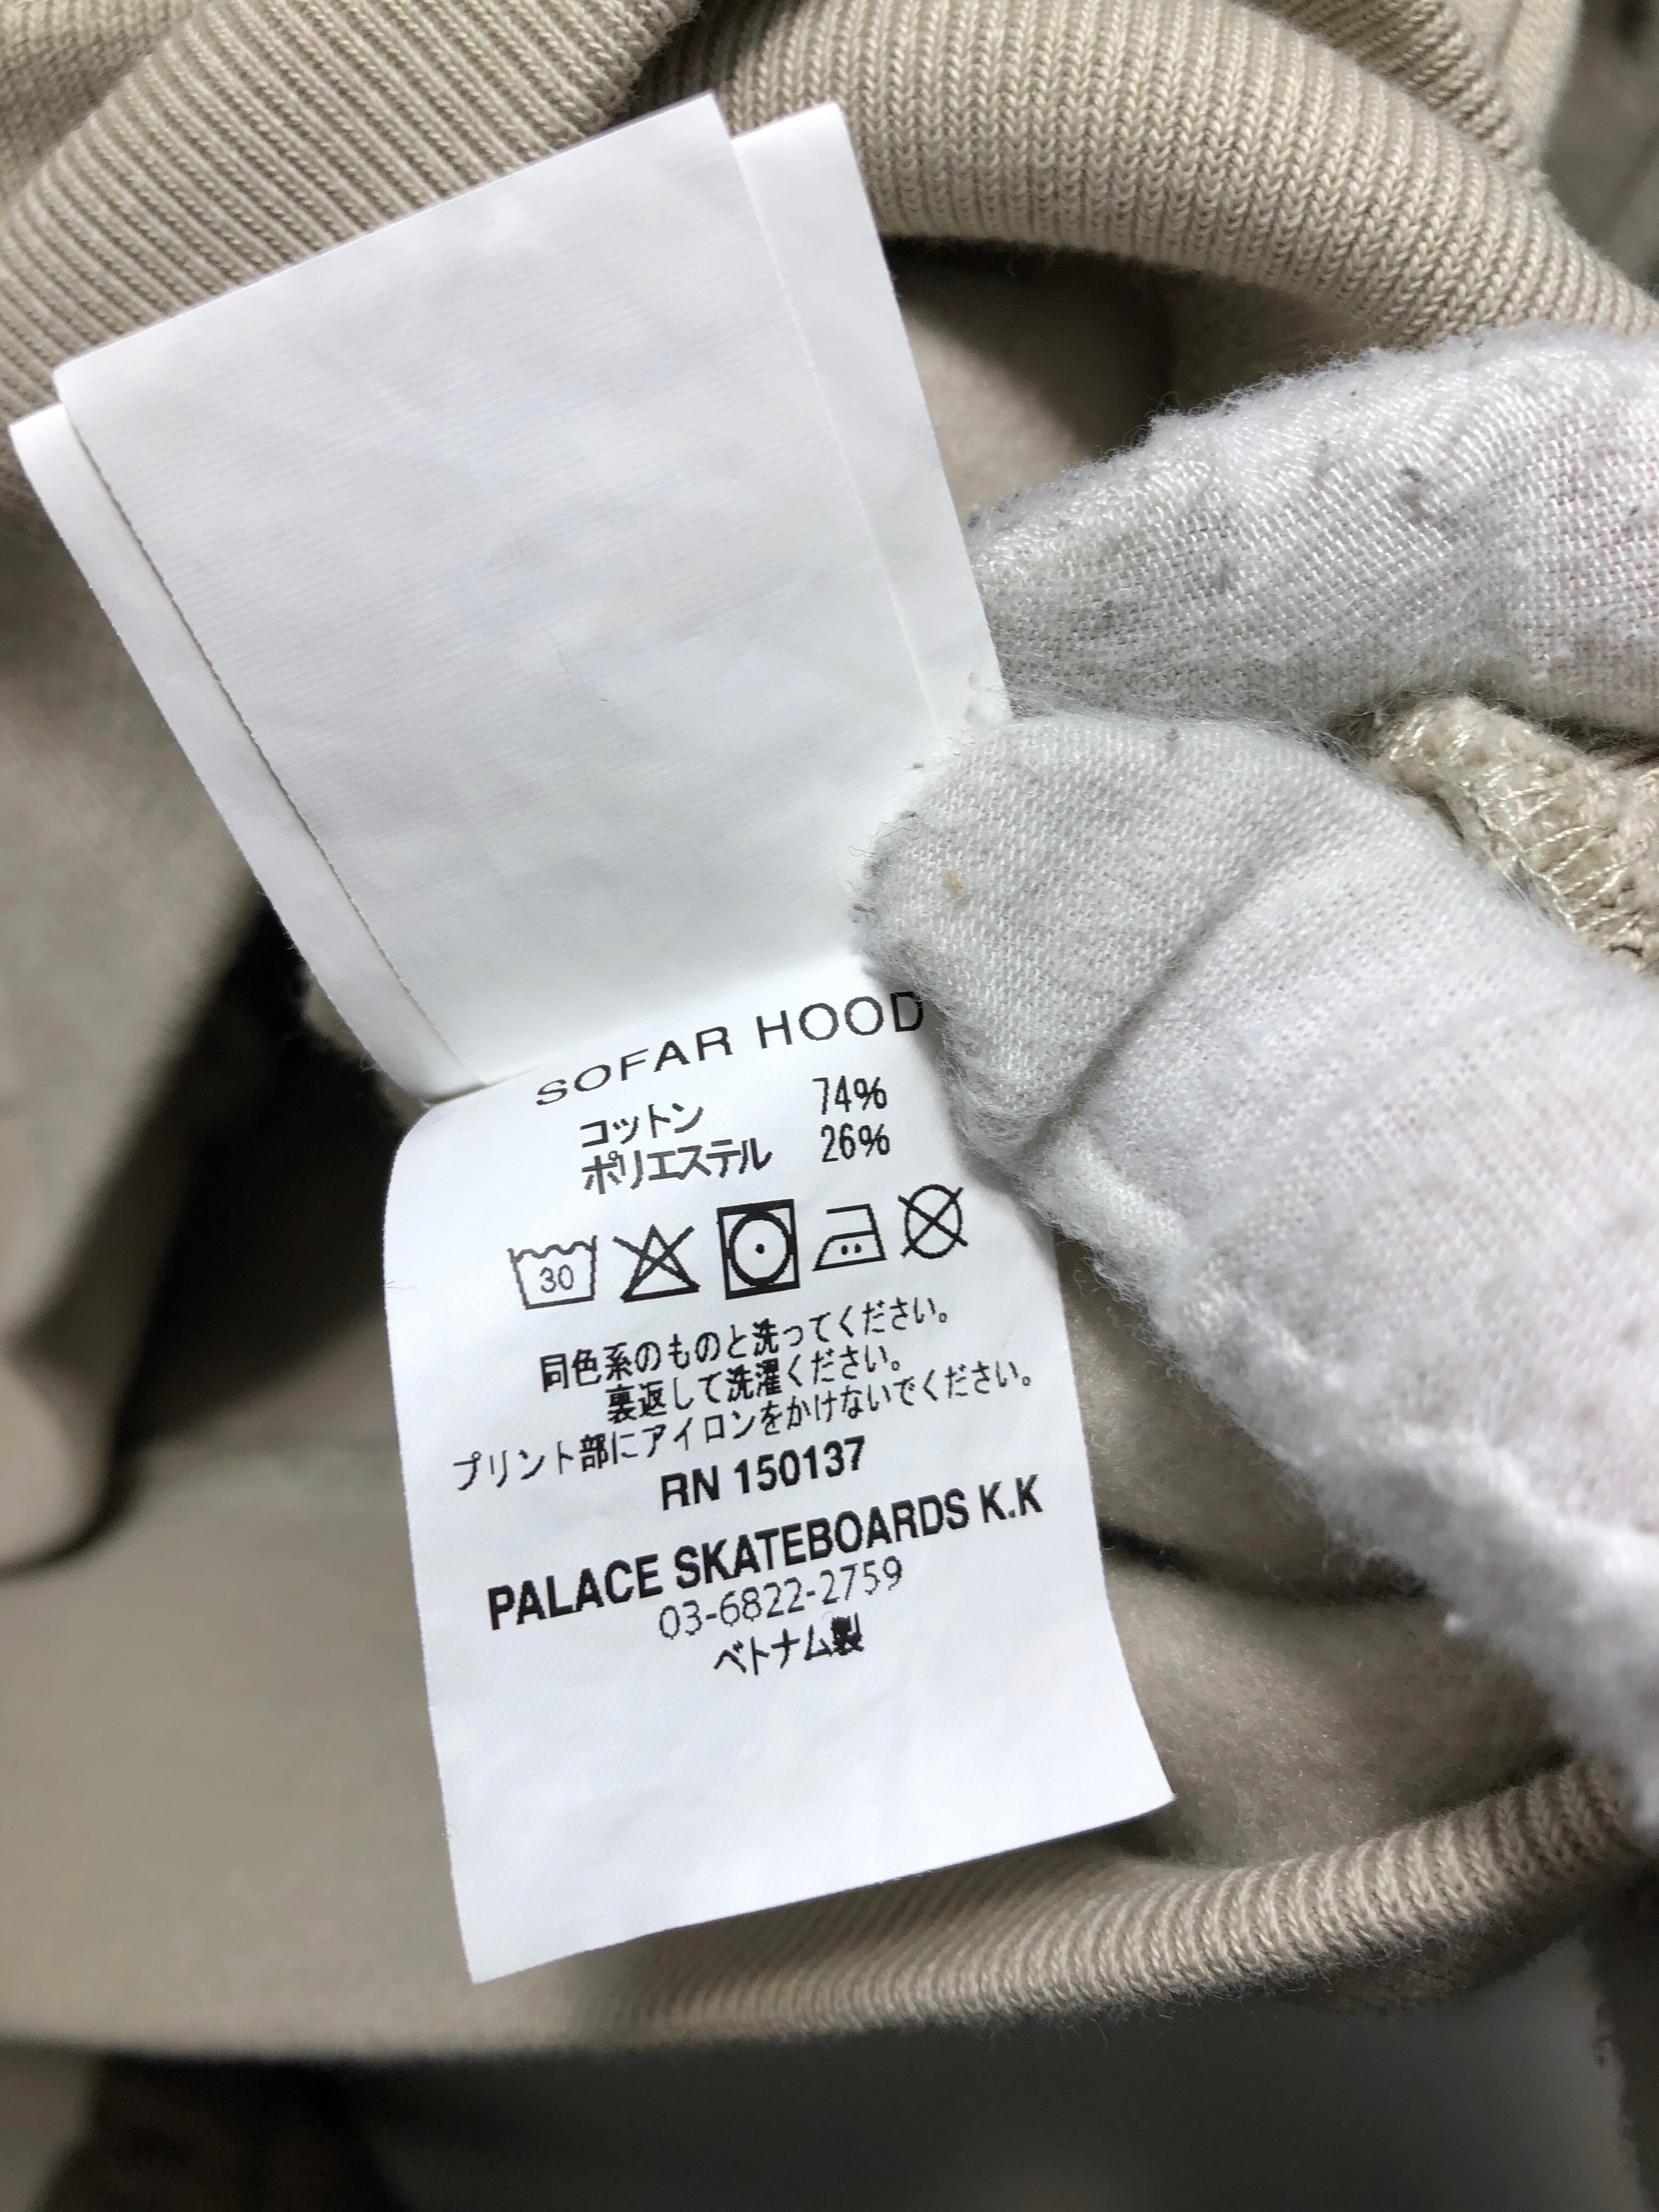 SOFAR HOOD
コットン 74%
ポリエステル 26%
30
同色系のものと洗ってください。
裏返して洗濯ください。
プリント部にアイロンをかけないでください。
RN 150137
PALACE SKATEBOARDS K.K
03-6822-2759
ベトナム製